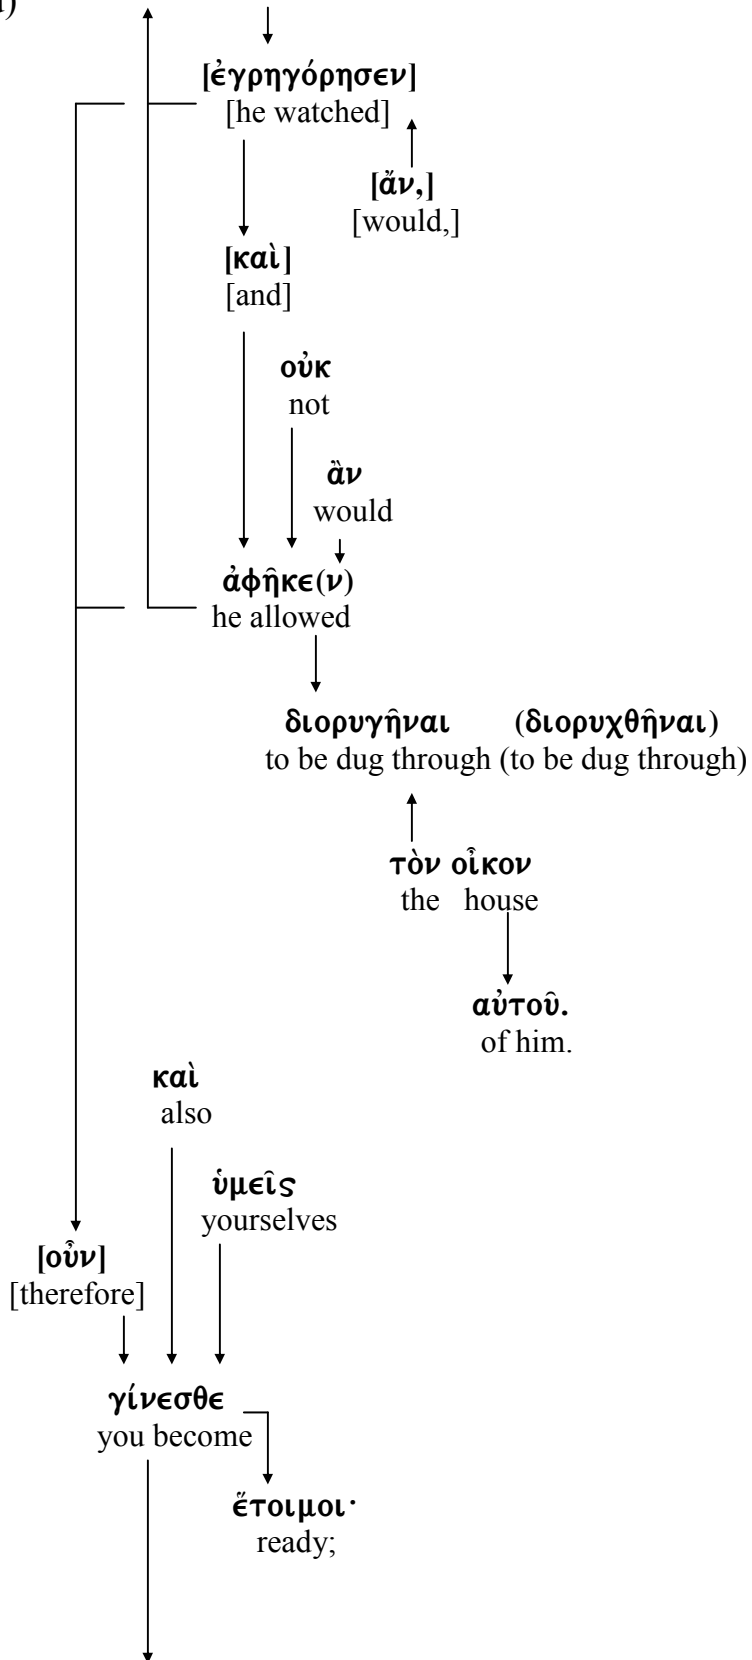 [ἐγρηγόρησεν]
[he watched]
[ἄν,]
[would,]
[καὶ]
[and]
οὐκ
not
ἂν
would
ἀφῆκε(ν)
he allowed
διορυγῆναι (διορυχθῆναι)
to be dug through (to be dug through)
τὸν οἶκον
the house
αὐτοῦ.
of him.
καὶ
also
ὑμεῖς
yourselves
[οὖν]
[therefore]
γίνεσθε
you become
ἕτοιμοι·
ready;